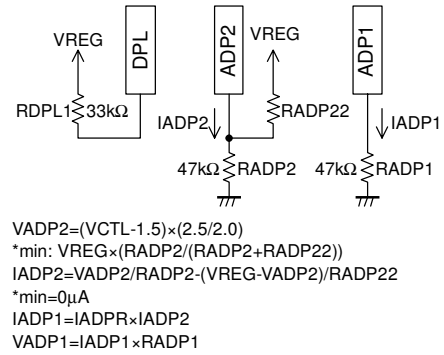 VREG
DPL
ADP2
VREG
ADP1
RDPL1 33kΩ
IADP2
RADP22
IADP1
47kΩ RADP2
47kΩ RADP1
VADP2=(VCTL-1.5)×(2.5/2.0)
*min: VREG×(RADP2/(RADP2+RADP22))
IADP2=VADP2/RADP2-(VREG-VADP2)/RADP22
*min=0μA
IADP1=IADPR×IADP2
VADP1=IADP1×RADP1